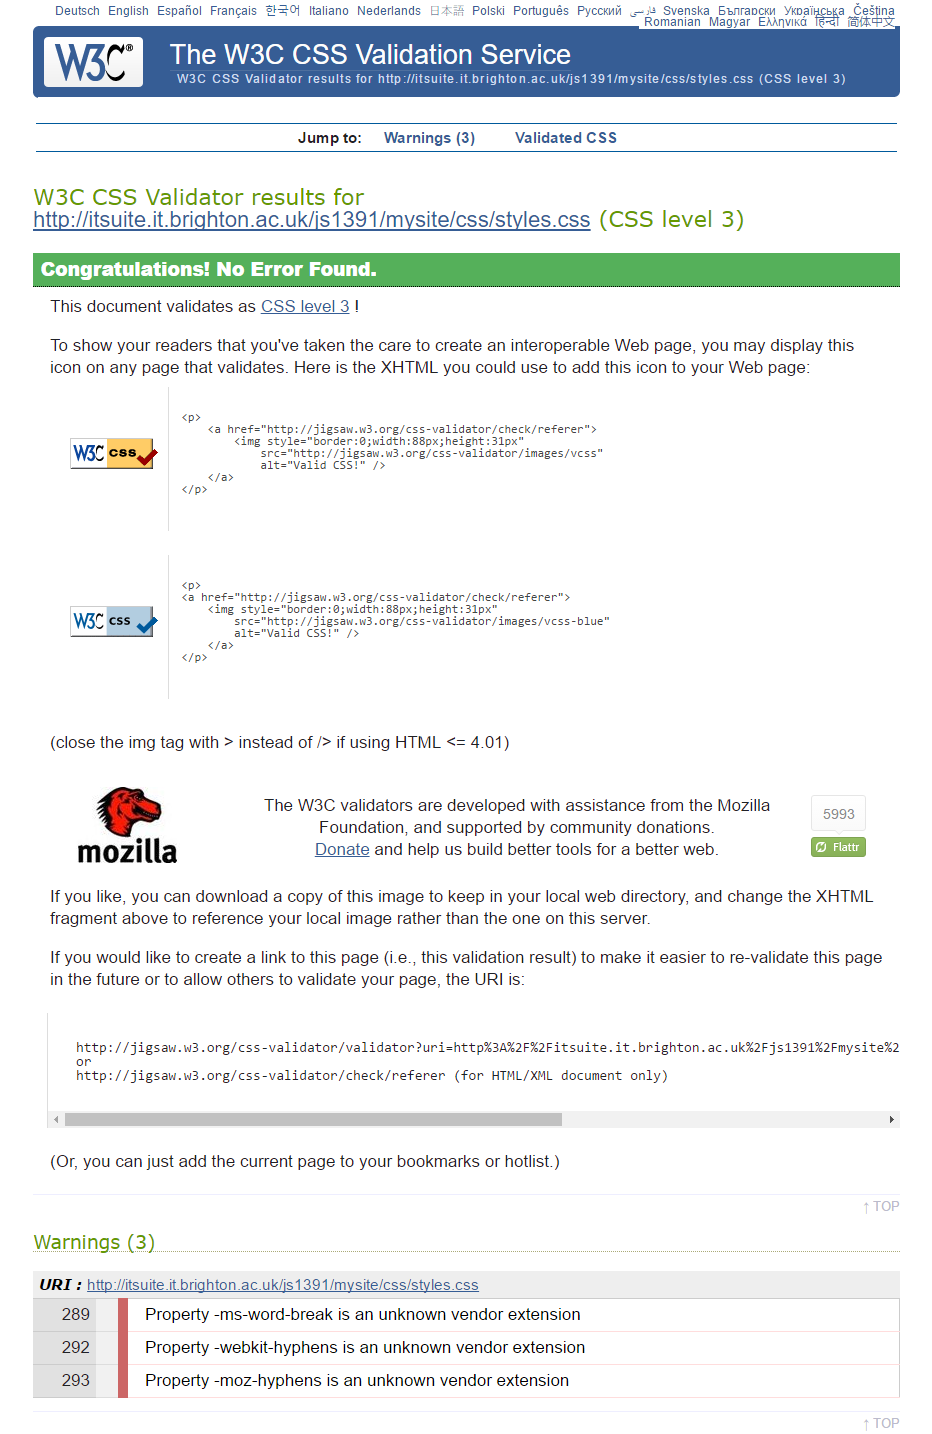 Deutsch English Español Français 한국어 Italiano Nederlands 日本語 Polski Português Русский فارسی Svenska Български Українська Čeština
Romanian Magyar Ελληνικά हिन्दी 简体中文
W3C®
The W3C CSS Validation Service
W3C CSS Validator results for http://itsuite.it.brighton.ac.uk/js1391/mysite/css/styles.css (CSS level 3)
Jump to: Warnings (3) Validated CSS
W3C CSS Validator results for
http://itsuite.it.brighton.ac.uk/js1391/mysite/css/styles.css (CSS level 3)
Congratulations! No Error Found.
This document validates as CSS level 3 !
To show your readers that you've taken the care to create an interoperable Web page, you may display this
icon on any page that validates. Here is the XHTML you could use to add this icon to your Web page:
W3C css
<p>
<a href="http://jigsaw.w3.org/css-validator/check/referer">
<img style="border:0;width:88px;height:31px"
src="http://jigsaw.w3.org/css-validator/images/vcss"
alt="Valid CSS!" />
</a>
</p>
W3C css
<p>
<a href="http://jigsaw.w3.org/css-validator/check/referer">
<img style="border:0;width:88px;height:31px"
src="http://jigsaw.w3.org/css-validator/images/vcss-blue"
alt="Valid CSS!" />
</a>
</p>
(close the img tag with > instead of /> if using HTML <= 4.01)
mozilla
The W3C validators are developed with assistance from the Mozilla
Foundation, and supported by community donations.
Donate and help us build better tools for a better web.
5993
Flattr
If you like, you can download a copy of this image to keep in your local web directory, and change the XHTML
fragment above to reference your local image rather than the one on this server.
If you would like to create a link to this page (i.e., this validation result) to make it easier to re-validate this page
in the future or to allow others to validate your page, the URI is:
http://jigsaw.w3.org/css-validator/validator?uri=http%3A%2F%2Fitsuite.it.brighton.ac.uk%2Fjs1391%2Fmysite%2
or
http://jigsaw.w3.org/css-validator/check/referer (for HTML/XML document only)
(Or, you can just add the current page to your bookmarks or hotlist.)
↑ TOP
Warnings (3)
URI : http://itsuite.it.brighton.ac.uk/js1391/mysite/css/styles.css
289 Property -ms-word-break is an unknown vendor extension
292 Property -webkit-hyphens is an unknown vendor extension
293 Property -moz-hyphens is an unknown vendor extension
↑ TOP